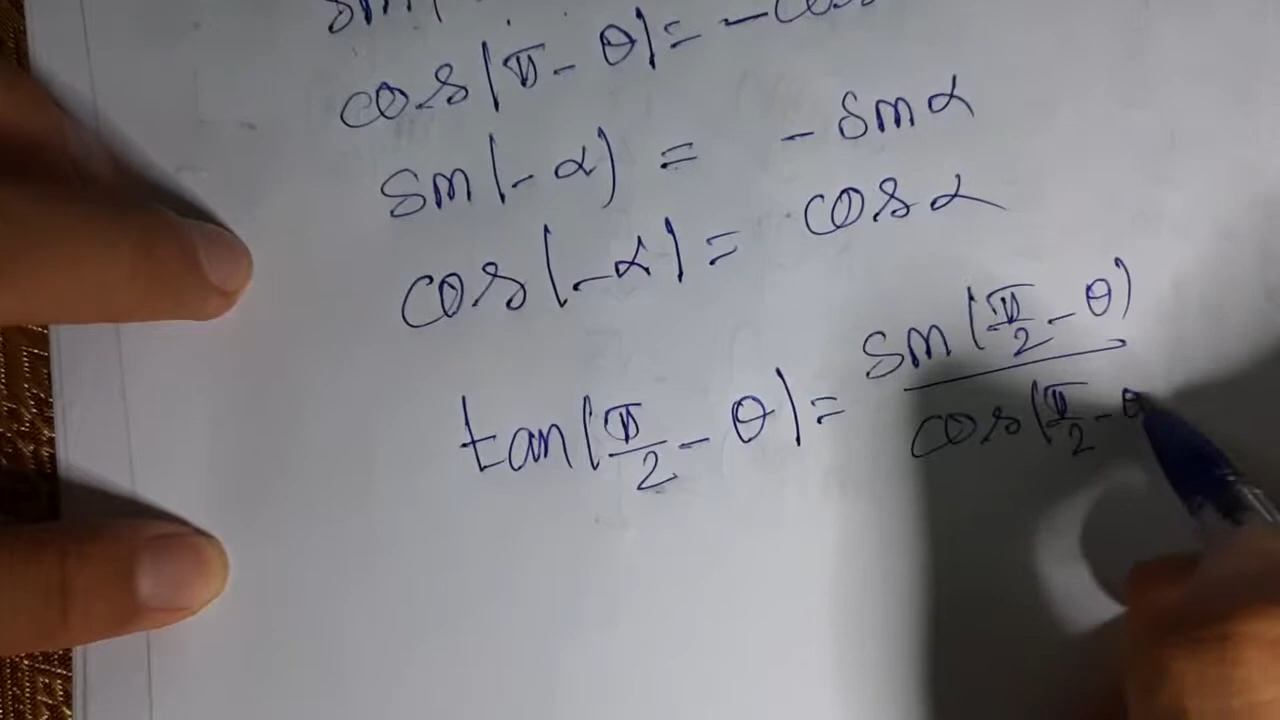 cos(π - θ) = -cos
sin(-α) = - sinα
cos(-α) = cosα
tan(π/2 - θ) = sin(π/2 - θ) / cos(π/2 - θ